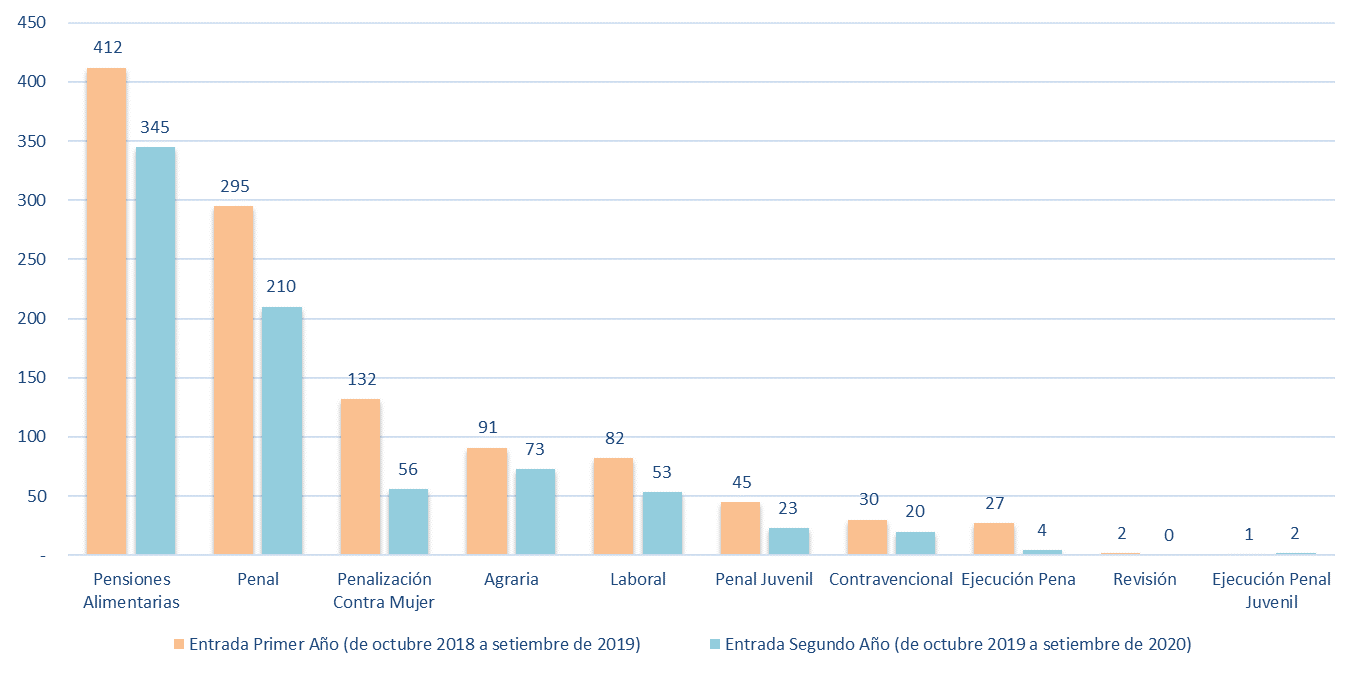 450
400
350
300
250
200
150
100
50
-
412
345
295
210
132
56
91
73
82
53
45
23
30
20
27
4
2
0
1
2
Pensiones
Alimentarias
Penal
Penalización
Contra Mujer
Agraria
Laboral
Penal Juvenil
Contravencional
Ejecución Pena
Revisión
Ejecución Penal
Juvenil
Entrada Primer Año (de octubre 2018 a setiembre de 2019)
Entrada Segundo Año (de octubre 2019 a setiembre de 2020)